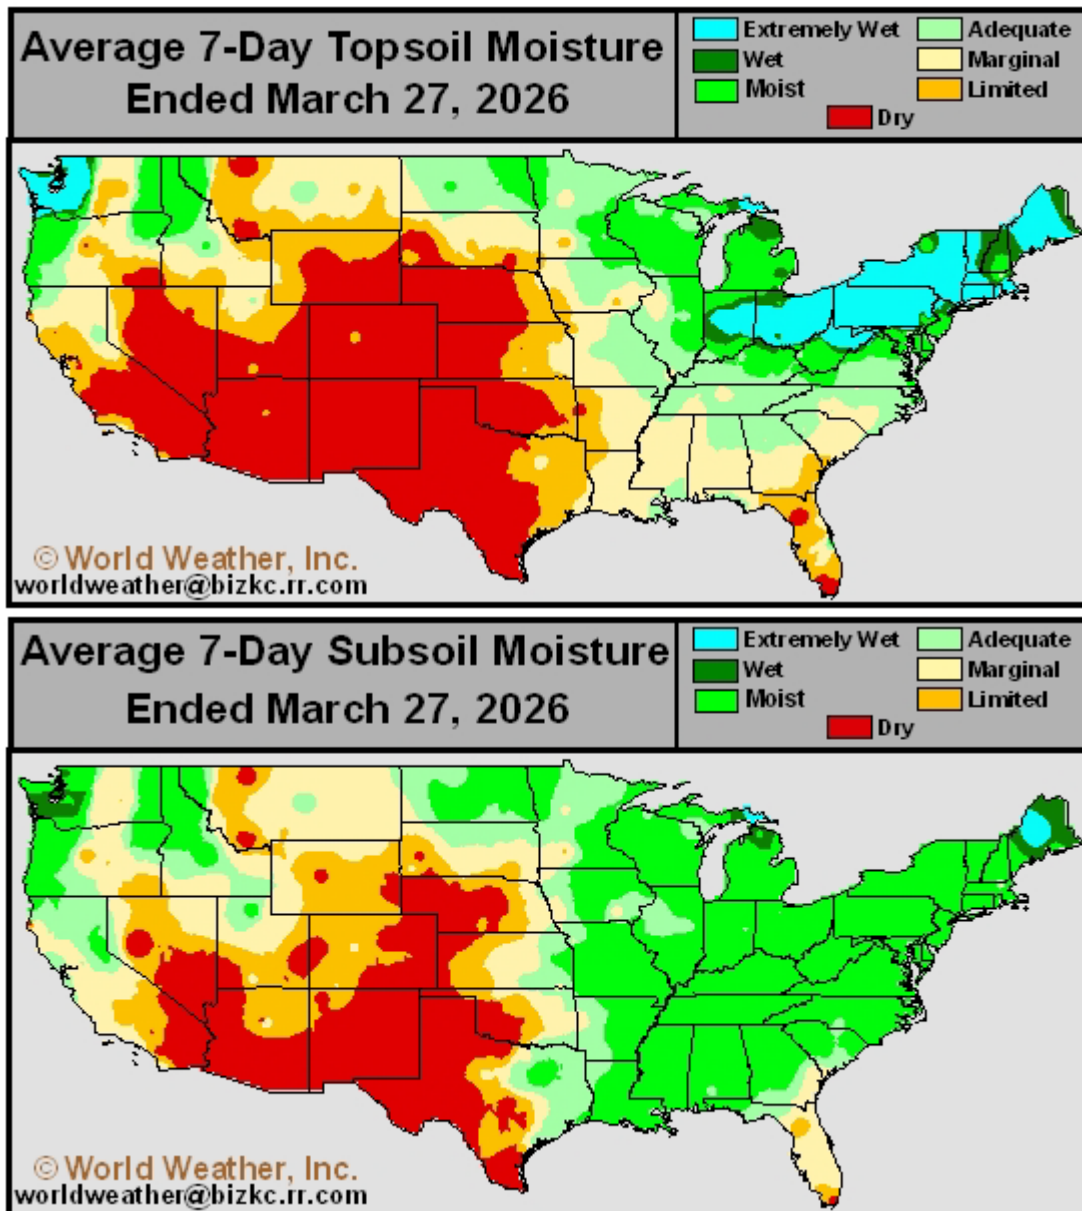 Average 7-Day Topsoil Moisture
Ended March 27, 2026
Extremely Wet
Adequate
Wet
Marginal
Moist
Limited
Dry
© World Weather, Inc.
worldweather@bizkc.rr.com
Average 7-Day Subsoil Moisture
Ended March 27, 2026
Extremely Wet
Adequate
Wet
Marginal
Moist
Limited
Dry
© World Weather, Inc.
worldweather@bizkc.rr.com